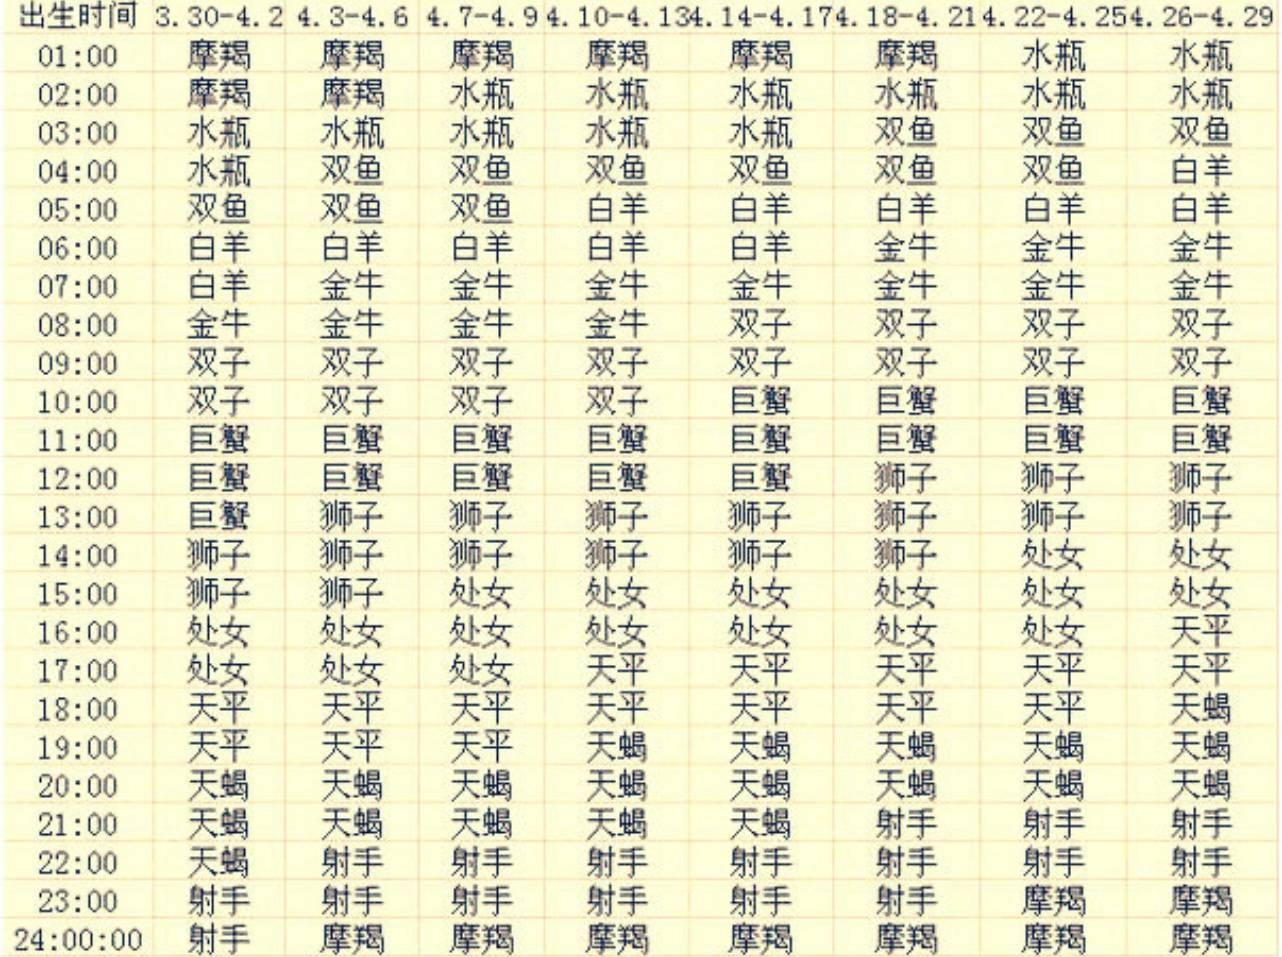 出生时间 3.30-4.2 4.3-4.6 4.7-4.9 4.10-4.13 4.14-4.17 4.18-4.21 4.22-4.25 4.26-4.29
01:00 摩羯 摩羯 摩羯 摩羯 摩羯 摩羯 水瓶 水瓶
02:00 摩羯 摩羯 水瓶 水瓶 水瓶 水瓶 水瓶 水瓶
03:00 水瓶 水瓶 水瓶 水瓶 水瓶 双鱼 双鱼 双鱼
04:00 水瓶 双鱼 双鱼 双鱼 双鱼 双鱼 双鱼 白羊
05:00 双鱼 双鱼 双鱼 白羊 白羊 白羊 白羊 白羊
06:00 白羊 白羊 白羊 白羊 白羊 金牛 金牛 金牛
07:00 白羊 金牛 金牛 金牛 金牛 金牛 金牛 金牛
08:00 金牛 金牛 金牛 金牛 双子 双子 双子 双子
09:00 双子 双子 双子 双子 双子 双子 双子 双子
10:00 双子 双子 双子 双子 巨蟹 巨蟹 巨蟹 巨蟹
11:00 巨蟹 巨蟹 巨蟹 巨蟹 巨蟹 巨蟹 巨蟹 巨蟹
12:00 巨蟹 巨蟹 巨蟹 巨蟹 巨蟹 狮子 狮子 狮子
13:00 巨蟹 狮子 狮子 狮子 狮子 狮子 狮子 狮子
14:00 狮子 狮子 狮子 狮子 狮子 狮子 处女 处女
15:00 狮子 狮子 处女 处女 处女 处女 处女 处女
16:00 处女 处女 处女 处女 处女 处女 处女 天平
17:00 处女 处女 处女 天平 天平 天平 天平 天平
18:00 天平 天平 天平 天平 天平 天平 天平 天蝎
19:00 天平 天平 天平 天蝎 天蝎 天蝎 天蝎 天蝎
20:00 天蝎 天蝎 天蝎 天蝎 天蝎 天蝎 天蝎 天蝎
21:00 天蝎 天蝎 天蝎 天蝎 天蝎 射手 射手 射手
22:00 天蝎 射手 射手 射手 射手 射手 射手 射手
23:00 射手 射手 射手 射手 射手 射手 摩羯 摩羯
24:00:00 射手 摩羯 摩羯 摩羯 摩羯 摩羯 摩羯 摩羯